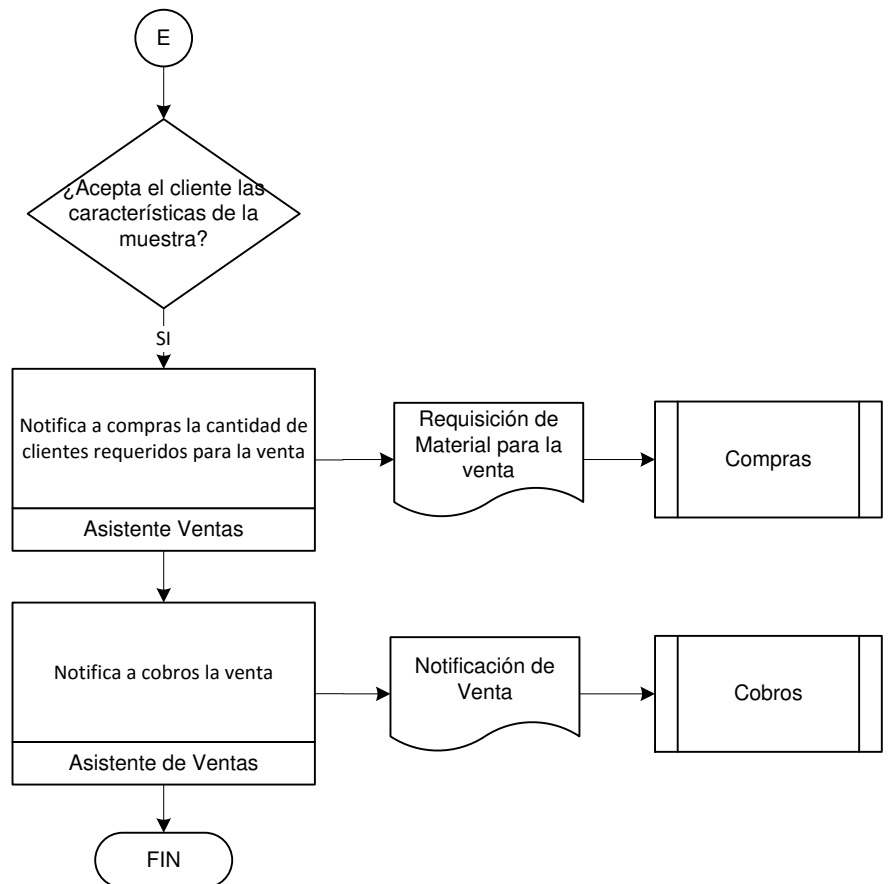 E
¿Acepta el cliente las
características de la
muestra?
SI
Notifica a compras la cantidad de
clientes requeridos para la venta
Asistente Ventas
Requisición de
Material para la
venta
Compras
Notifica a cobros la venta
Asistente de Ventas
Notificación de
Venta
Cobros
FIN